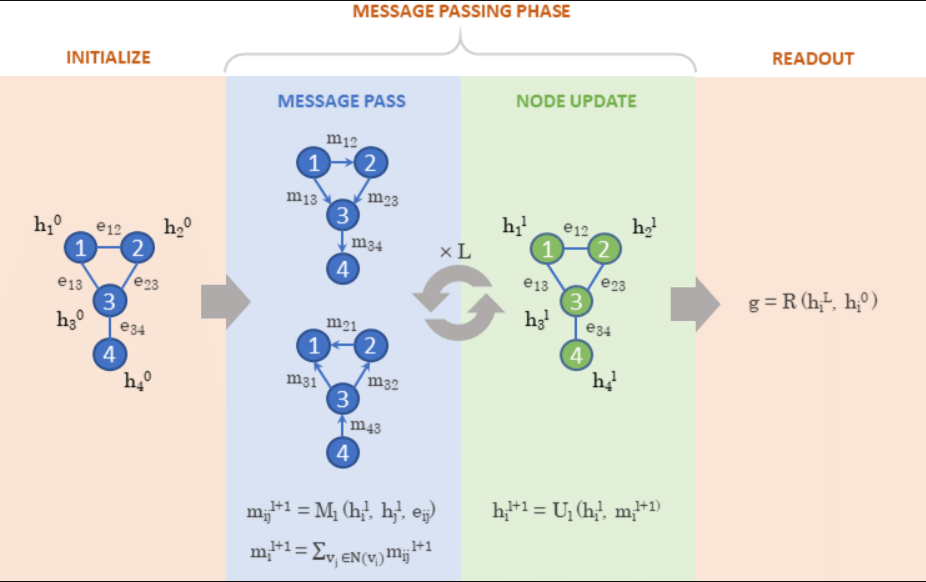 MESSAGE PASSING PHASE
INITIALIZE
READOUT
MESSAGE PASS
NODE UPDATE
h₁⁰
e₁₂
h₂⁰
1
2
e₁₃
e₂₃
3
h₃⁰
e₃₄
4
h₄⁰
m₁₂
1
2
m₁₃
m₂₃
3
m₃₄
4
m₂₁
1
2
m₃₁
m₃₂
3
m₄₃
4
mᵢⱼˡ⁺¹ = Mₗ (hᵢˡ, hⱼˡ, eᵢⱼ)
mᵢˡ⁺¹ = Σ_{vⱼ∈N(vᵢ)} mᵢⱼˡ⁺¹
× L
h₁ˡ
e₁₂
h₂ˡ
1
2
e₁₃
e₂₃
3
h₃ˡ
e₃₄
4
h₄ˡ
hᵢˡ⁺¹ = Uₗ (hᵢˡ, mᵢˡ⁺¹)
g = R (hᵢᴸ, hᵢ⁰)